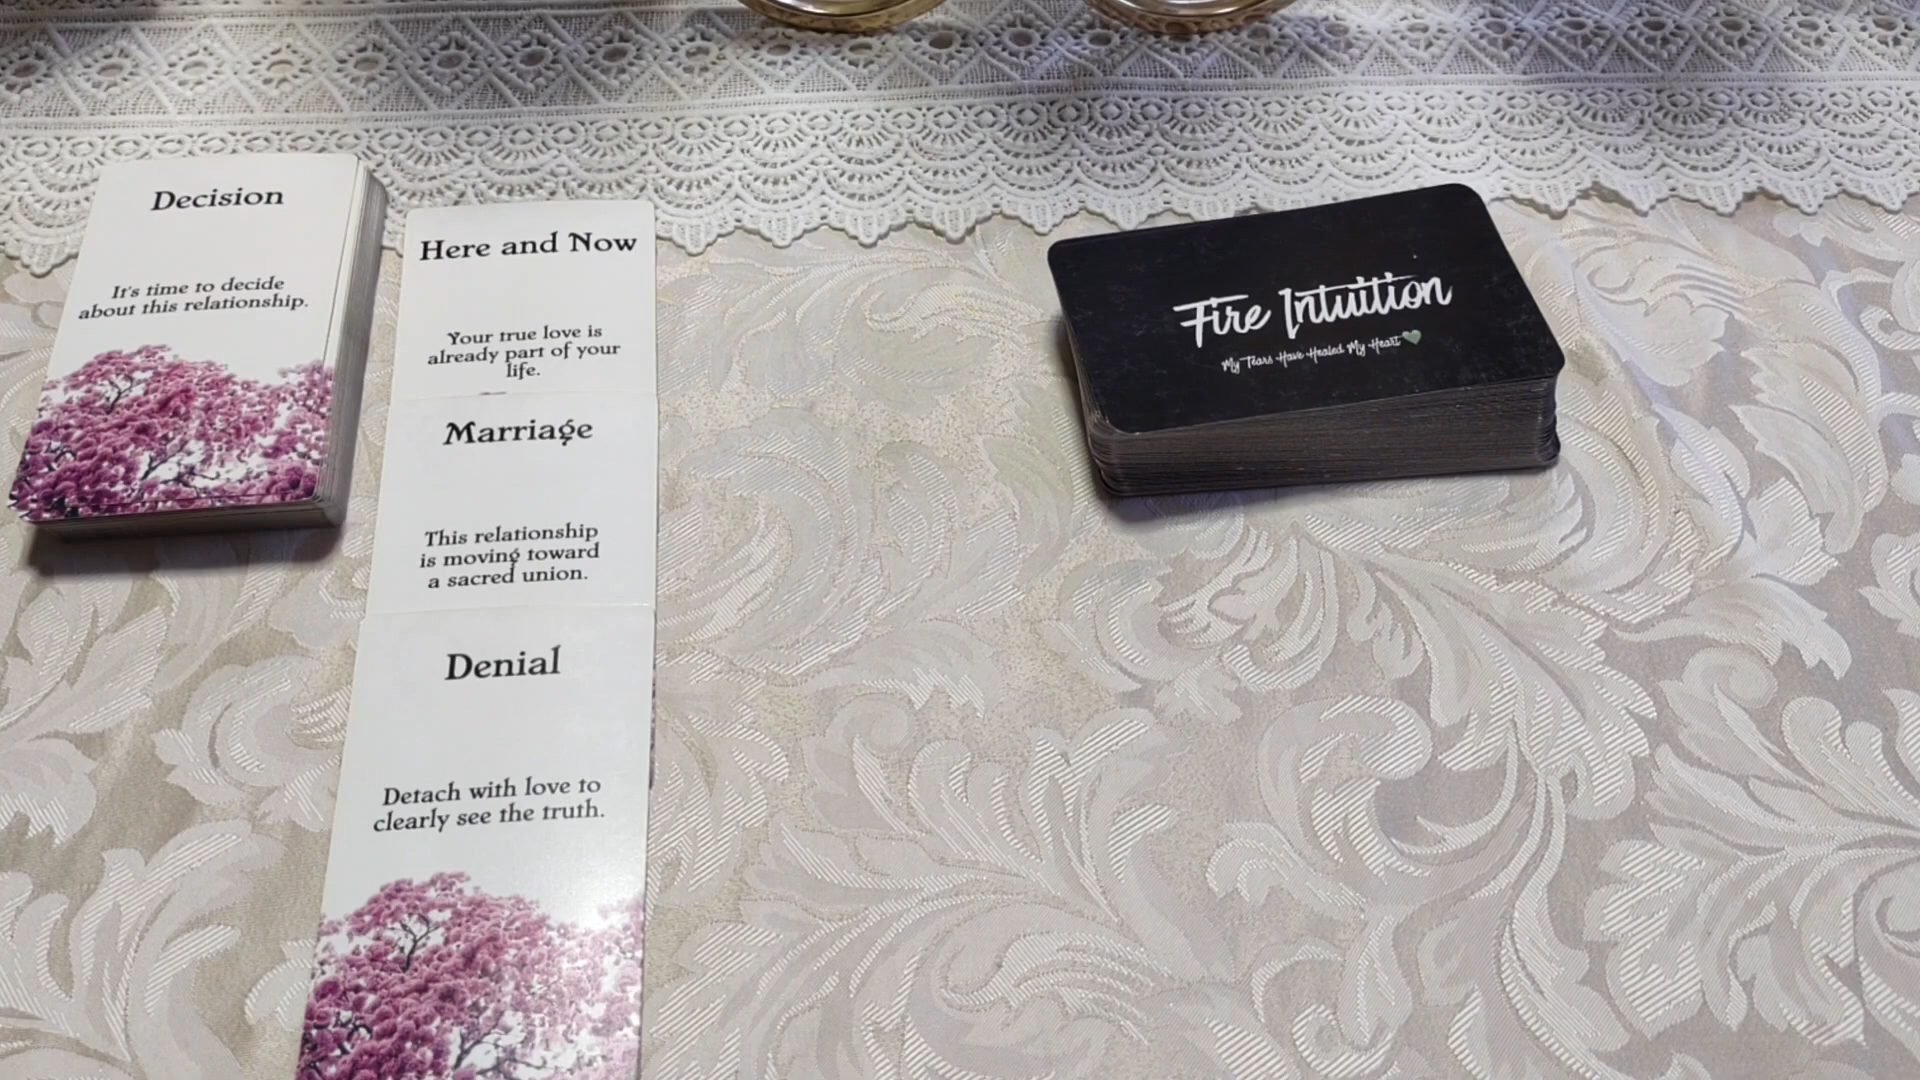 Decision
It's time to decide
about this relationship.
Here and Now
Your true love is
already part of your
life.
Marriage
This relationship
is moving toward
a sacred union.
Denial
Detach with love to
clearly see the truth.
Fire Intuition
My Tears Have Healed My Heart